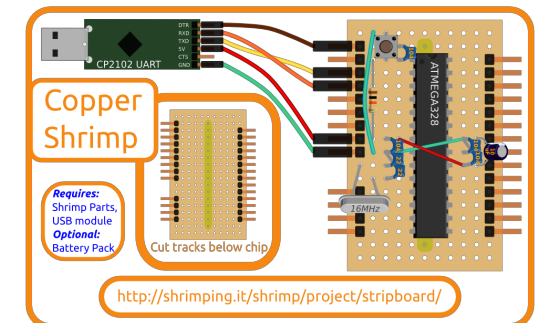 DTR
RXD
TXD
5V
CTS
GND
CP2102 UART
ATMEGA328
Copper
Shrimp
Requires:
Shrimp Parts,
USB module
Optional:
Battery Pack
Cut tracks below chip
16MHz
http://shrimping.it/shrimp/project/stripboard/